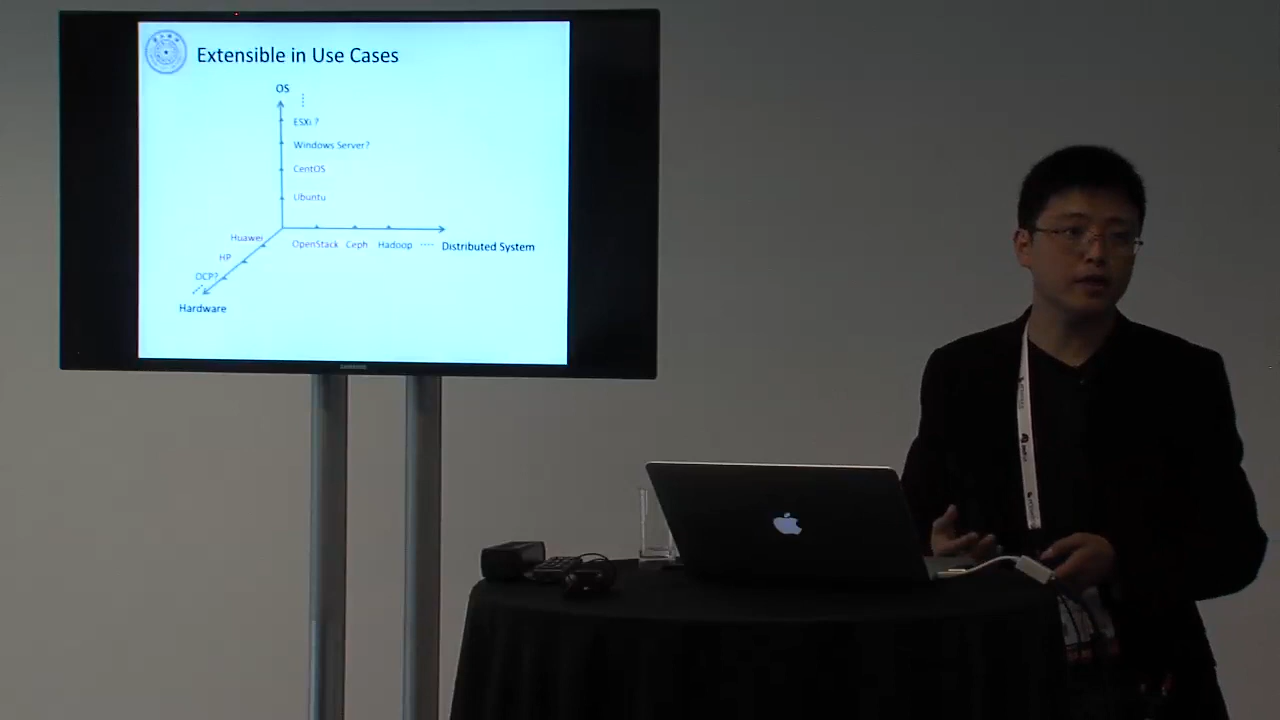 Extensible in Use Cases
OS
ESXi ?
Windows Server?
CentOS
Ubuntu
Huawei
HP
OCP?
Hardware
OpenStack Ceph Hadoop Distributed System
SAMSUNG